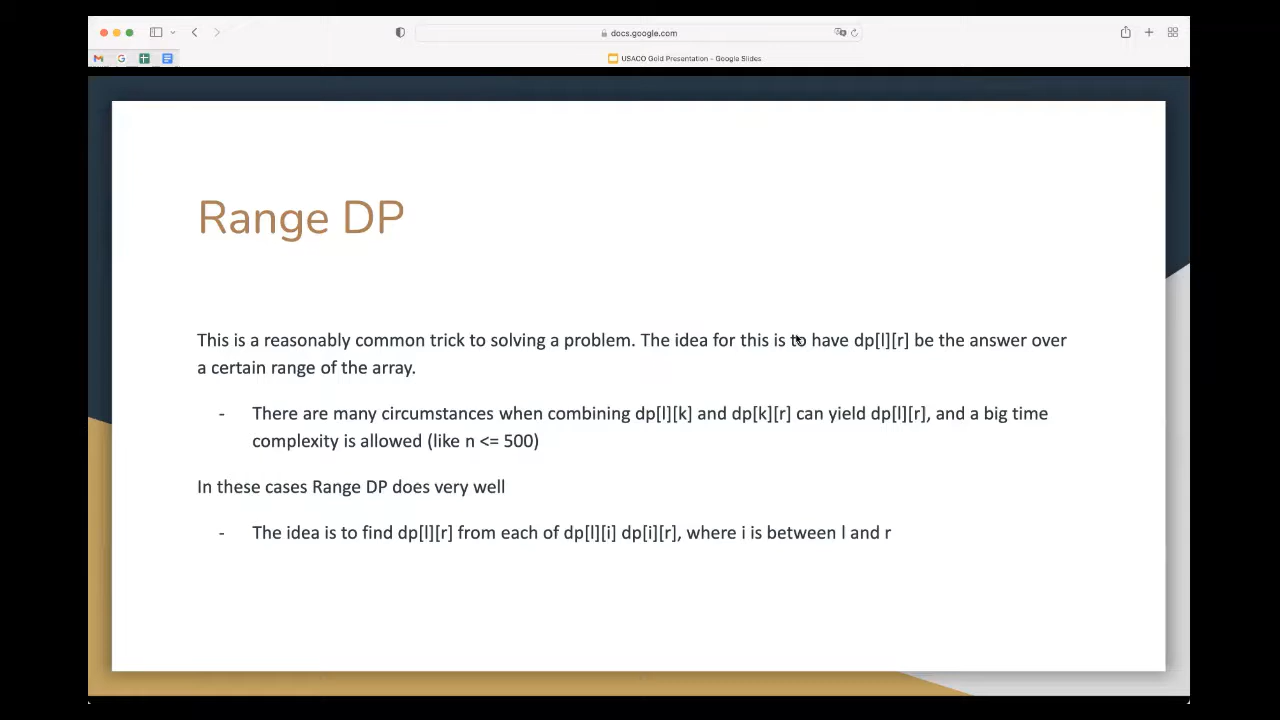 docs.google.com
USACO Gold Presentation - Google Slides
Range DP
This is a reasonably common trick to solving a problem. The idea for this is to have dp[l][r] be the answer over
a certain range of the array.
- There are many circumstances when combining dp[l][k] and dp[k][r] can yield dp[l][r], and a big time
complexity is allowed (like n <= 500)
In these cases Range DP does very well
- The idea is to find dp[l][r] from each of dp[l][i] dp[i][r], where i is between l and r